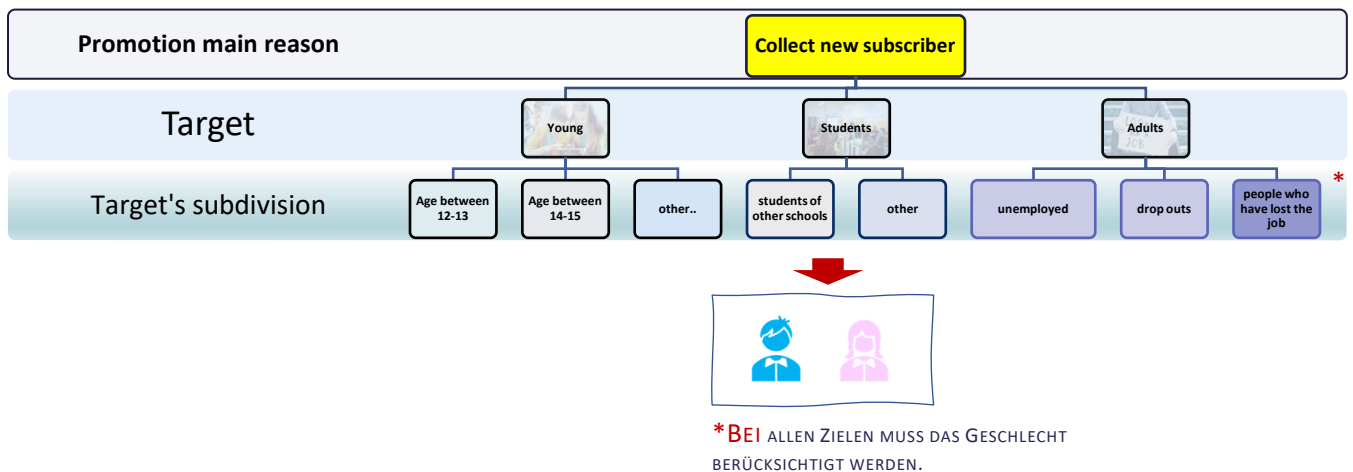 Promotion main reason
Collect new subscriber
Target
Young
Students
Adults
JOB
Target's subdivision
Age between
12-13
Age between
14-15
other..
students of
other schools
other
unemployed
drop outs
people who
have lost the
job
*
*BEI ALLEN ZIELEN MUSS DAS GESCHLECHT
BERÜCKSICHTIGT WERDEN.